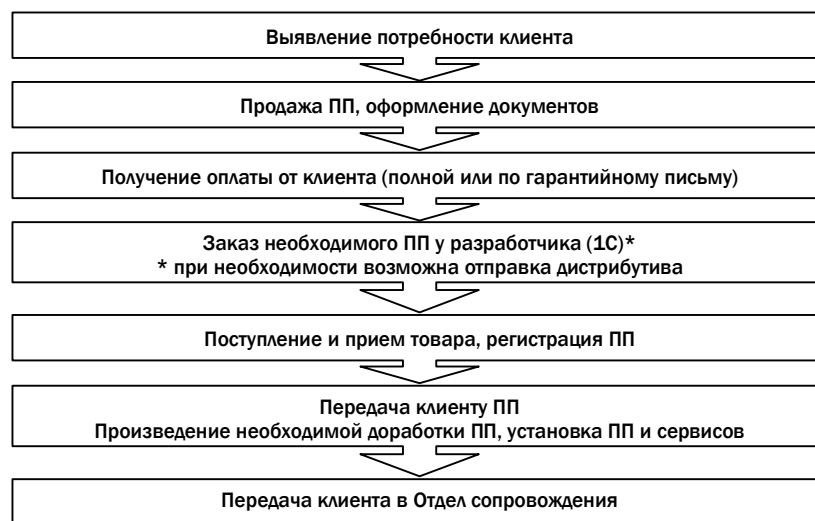 Выявление потребности клиента
Продажа ПП, оформление документов
Получение оплаты от клиента (полной или по гарантийному письму)
Заказ необходимого ПП у разработчика (1С)*
* при необходимости возможна отправка дистрибутива
Поступление и прием товара, регистрация ПП
Передача клиенту ПП
Произведение необходимой доработки ПП, установка ПП и сервисов
Передача клиента в Отдел сопровождения